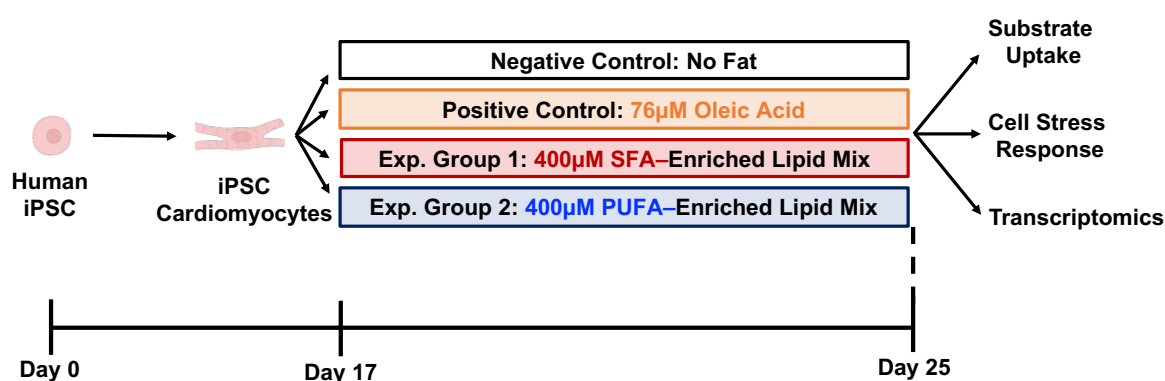 Human
iPSC
iPSC
Cardiomyocytes
Negative Control: No Fat
Positive Control: 76µM Oleic Acid
Exp. Group 1: 400µM SFA–Enriched Lipid Mix
Exp. Group 2: 400µM PUFA–Enriched Lipid Mix
Substrate
Uptake
Cell Stress
Response
Transcriptomics
Day 0
Day 17
Day 25